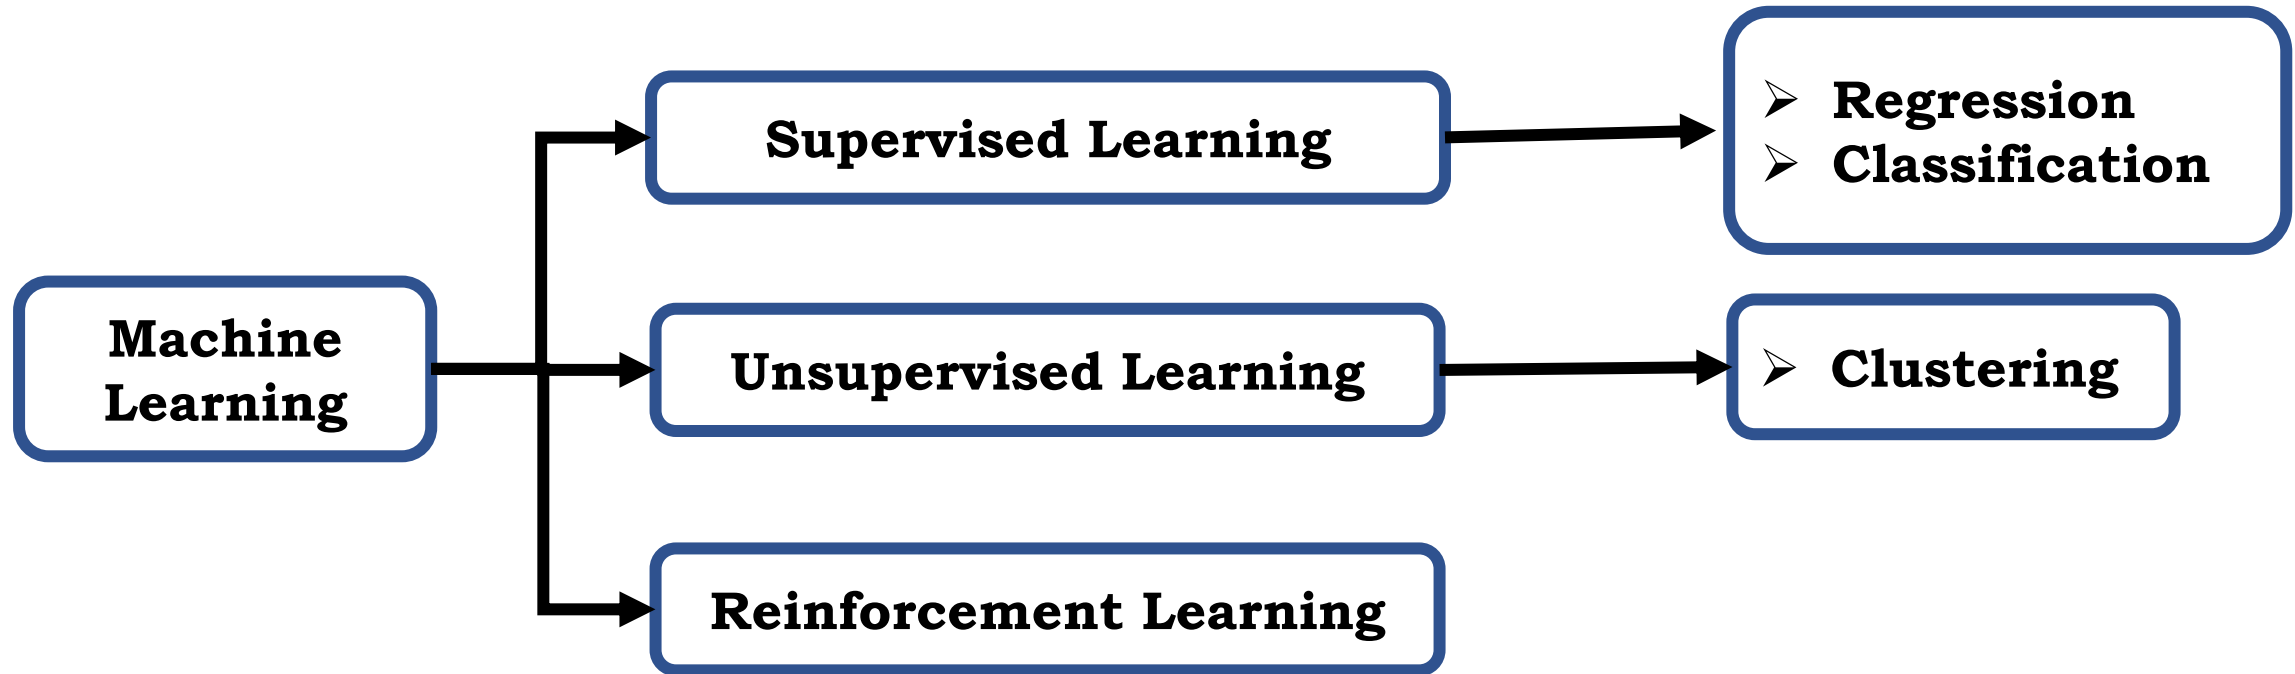 Machine
Learning
Supervised Learning
➢ Regression
➢ Classification
Unsupervised Learning
➢ Clustering
Reinforcement Learning